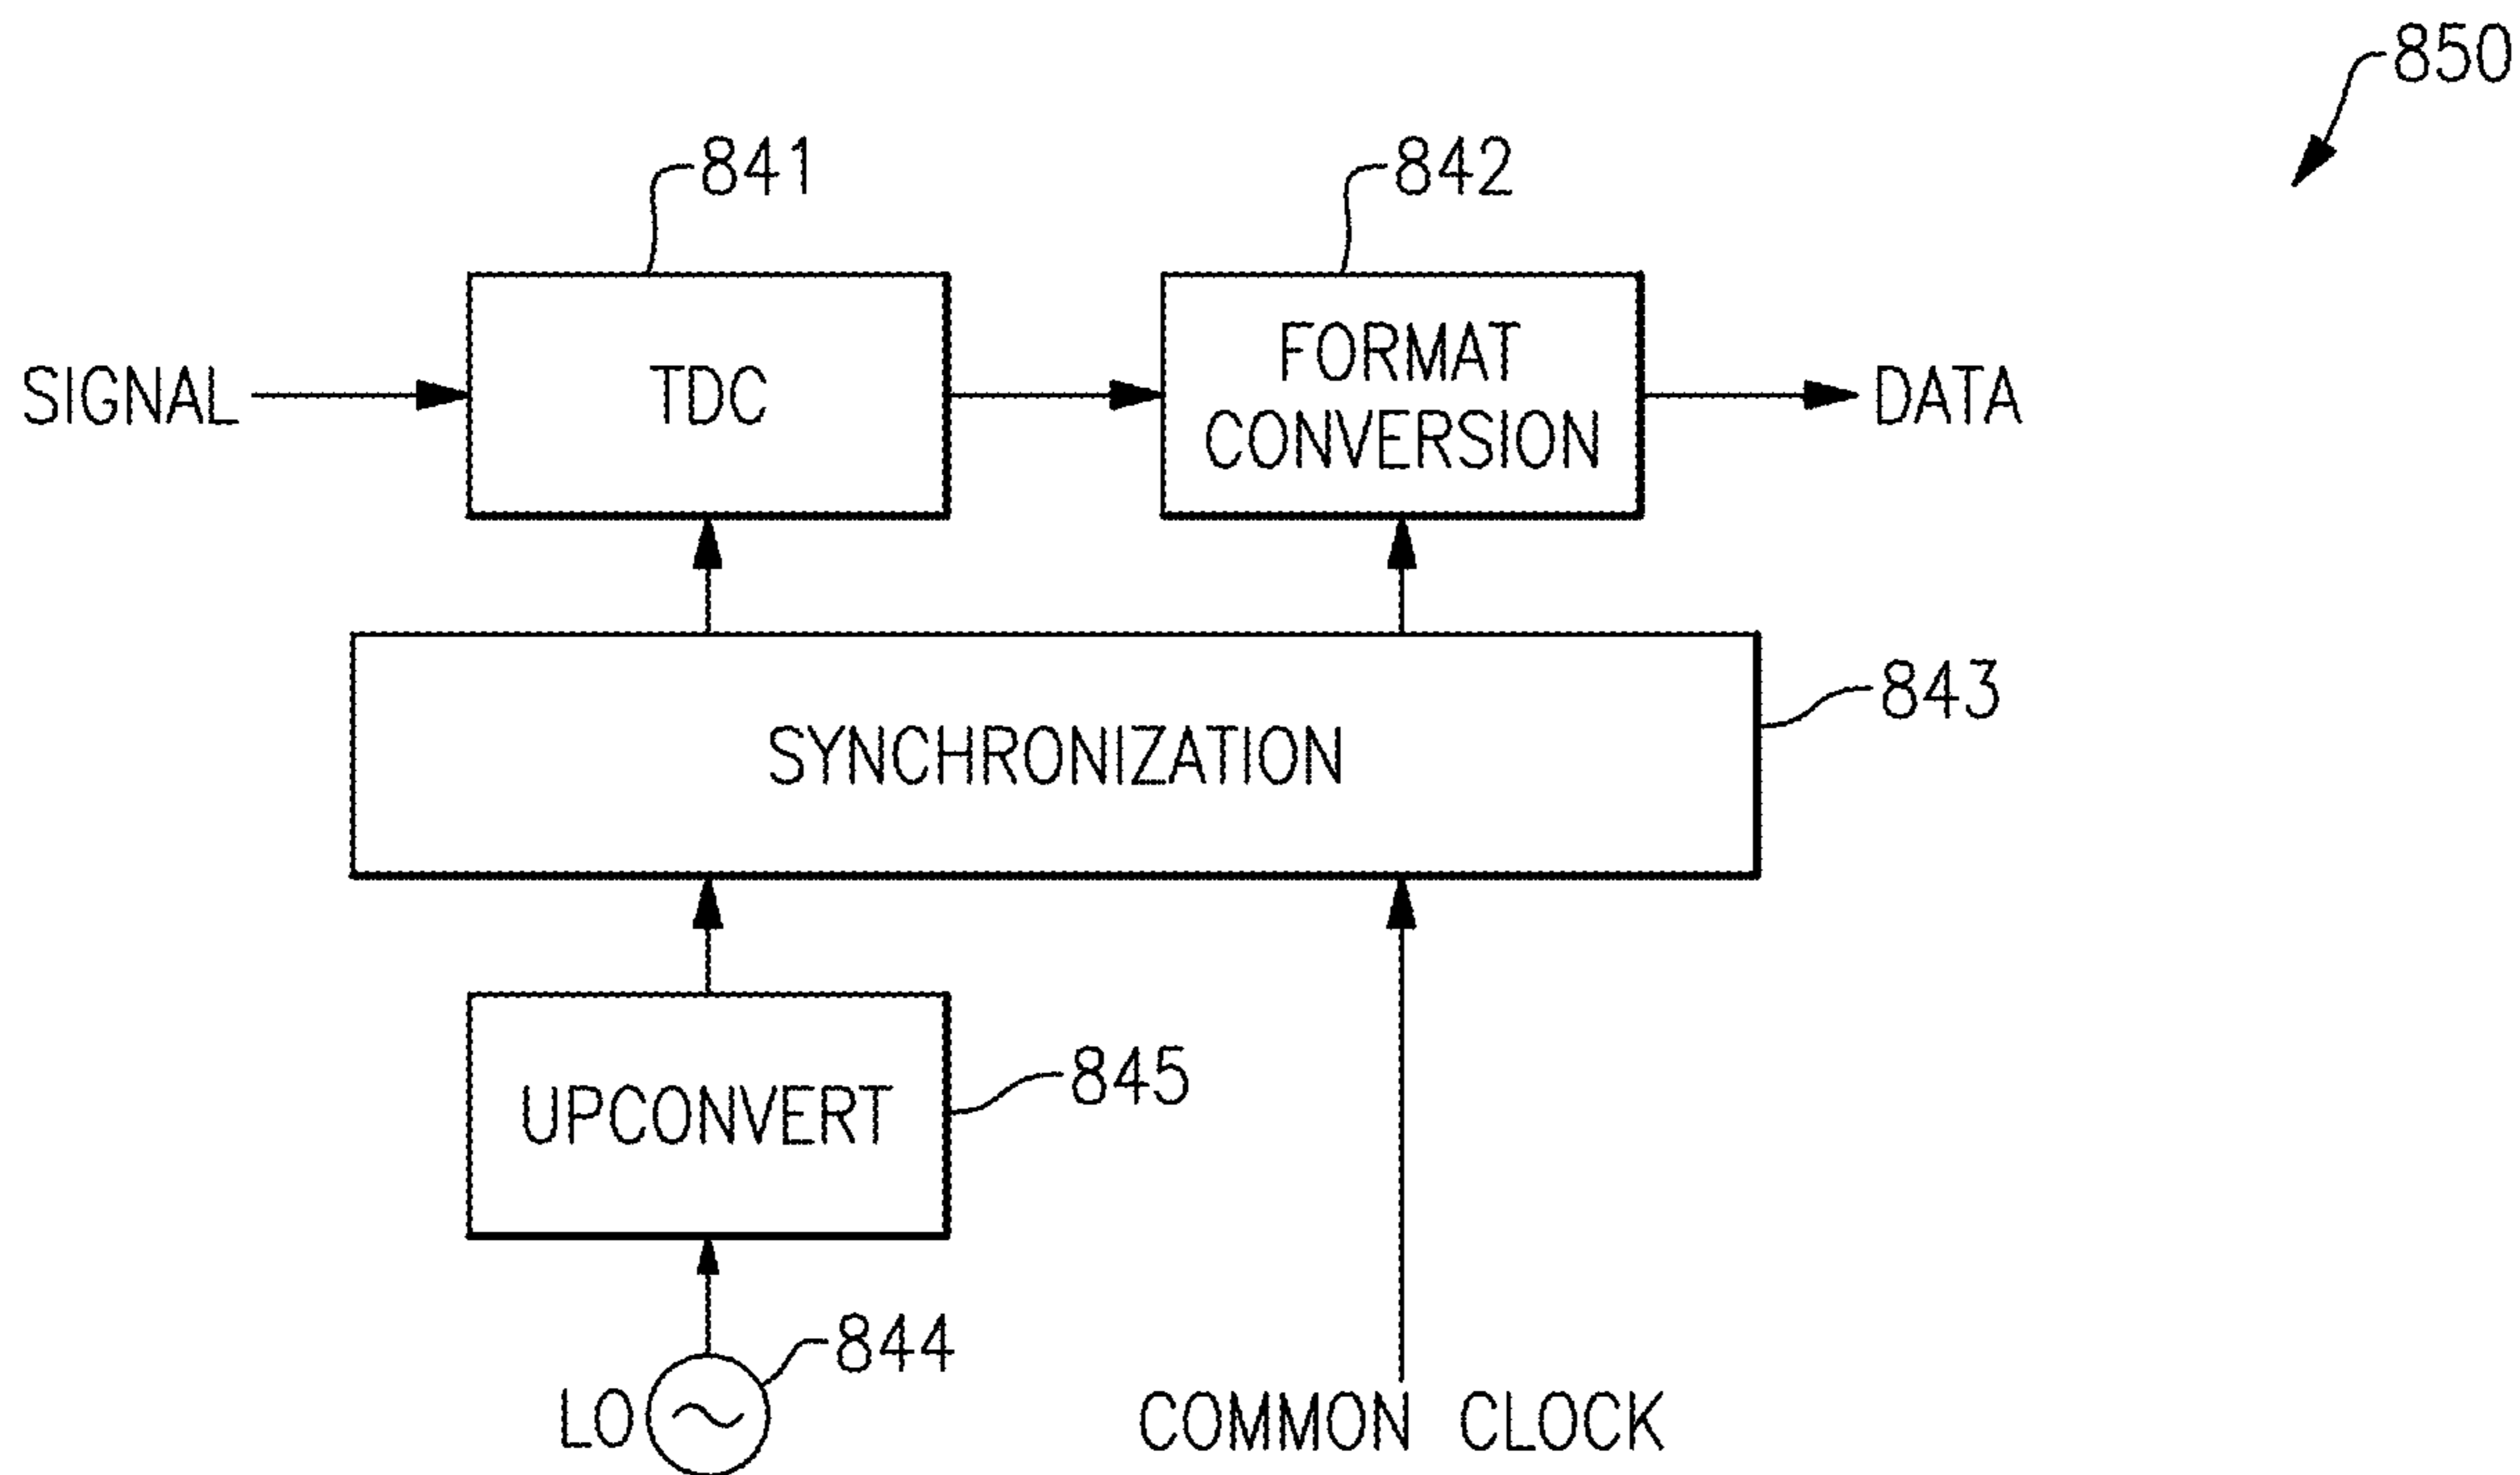 850
841
842
SIGNAL
TDC
FORMAT
CONVERSION
DATA
SYNCHRONIZATION
843
UPCONVERT
845
844
LO
COMMON CLOCK